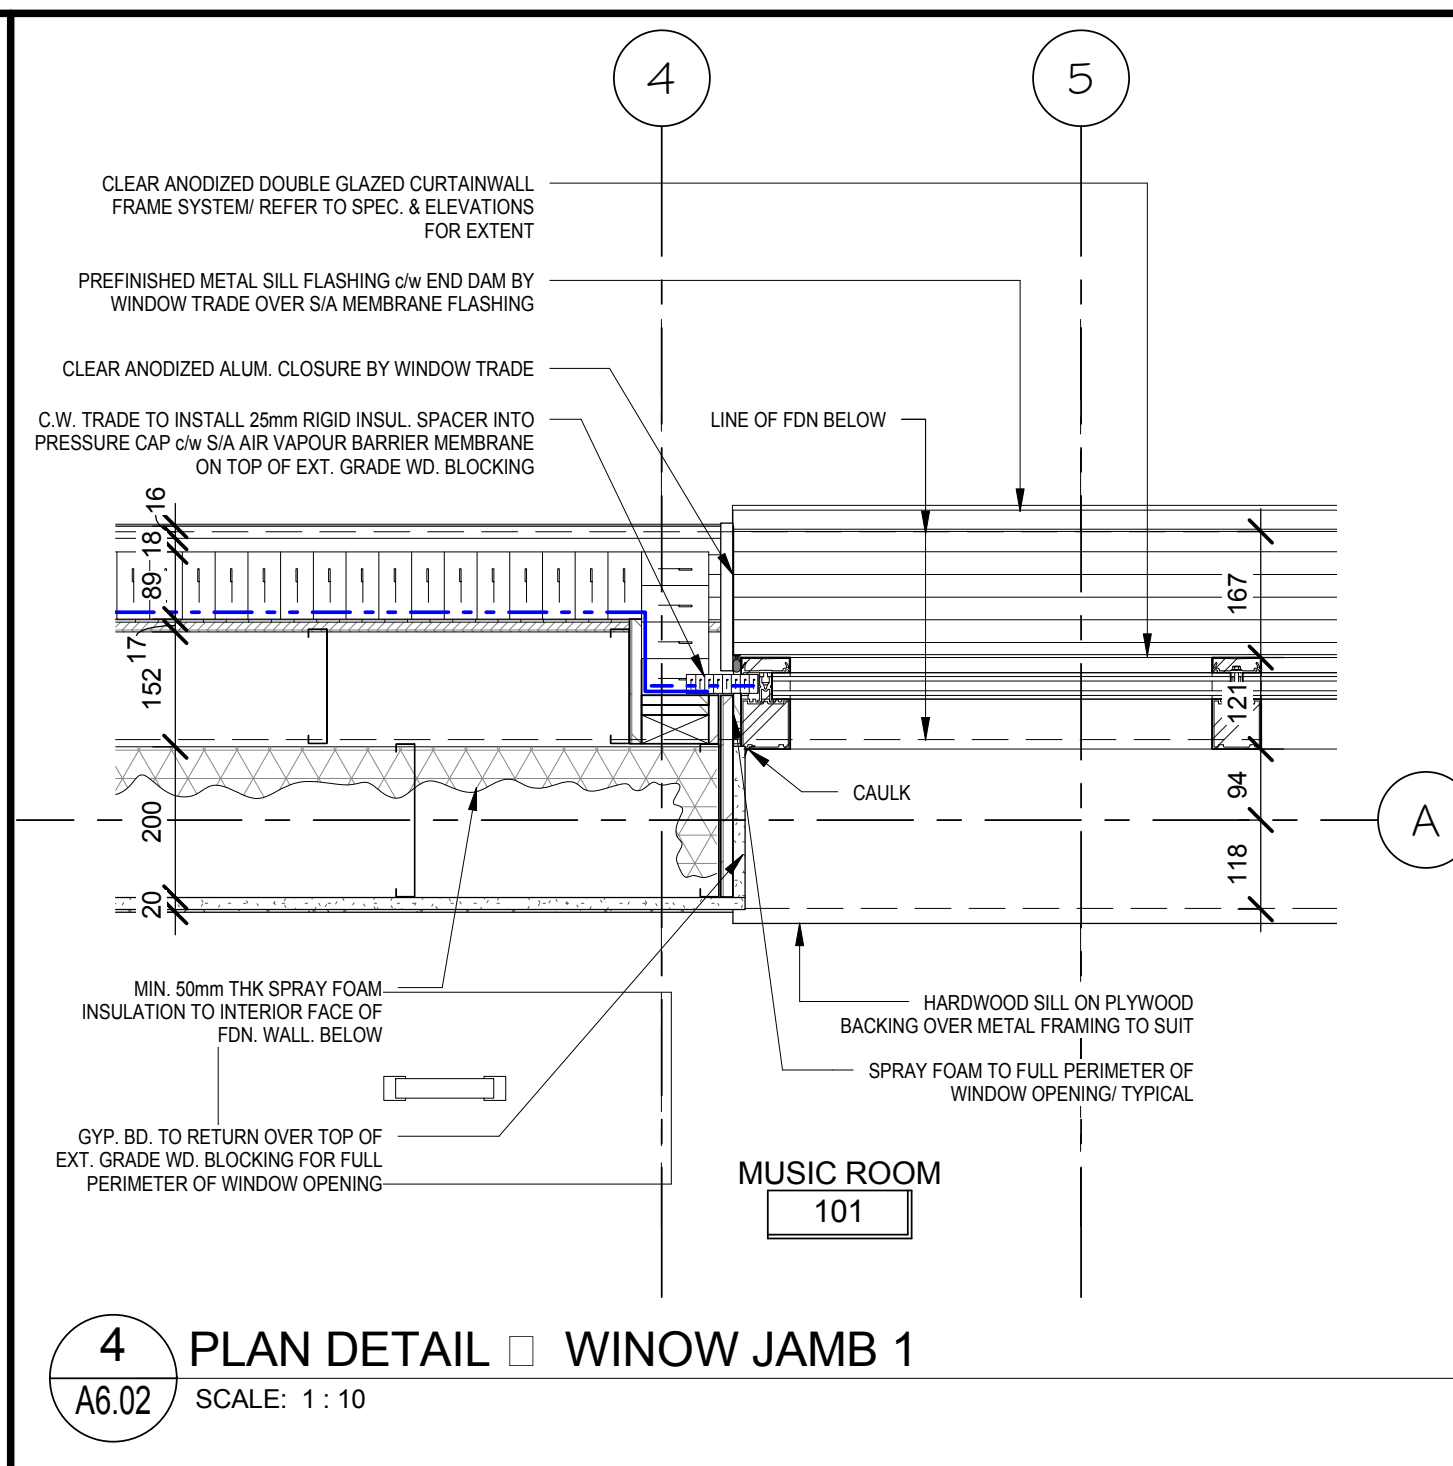 4
5
CLEAR ANODIZED DOUBLE GLAZED CURTAINWALL
FRAME SYSTEM/ REFER TO SPEC. & ELEVATIONS
FOR EXTENT
PREFINISHED METAL SILL FLASHING c/w END DAM BY
WINDOW TRADE OVER S/A MEMBRANE FLASHING
CLEAR ANODIZED ALUM. CLOSURE BY WINDOW TRADE
C.W. TRADE TO INSTALL 25mm RIGID INSUL. SPACER INTO
PRESSURE CAP c/w S/A AIR VAPOUR BARRIER MEMBRANE
ON TOP OF EXT. GRADE WD. BLOCKING
LINE OF FDN BELOW
16
18
89
17
152
200
20
167
121
94
118
A
CAULK
MIN. 50mm THK SPRAY FOAM
INSULATION TO INTERIOR FACE OF
FDN. WALL. BELOW
HARDWOOD SILL ON PLYWOOD
BACKING OVER METAL FRAMING TO SUIT
SPRAY FOAM TO FULL PERIMETER OF
WINDOW OPENING/ TYPICAL
GYP. BD. TO RETURN OVER TOP OF
EXT. GRADE WD. BLOCKING FOR FULL
PERIMETER OF WINDOW OPENING
MUSIC ROOM
101
4
A6.02
PLAN DETAIL □ WINOW JAMB 1
SCALE: 1 : 10